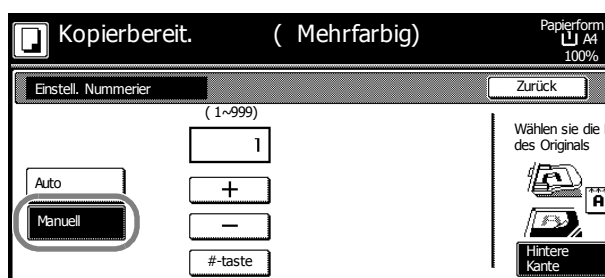 Kopierbereit. ( Mehrfarbig)
Papierform
A4
100%
Einstell. Nummerier
Zurück
( 1~999)
1
Wählen sie die
des Originals
Auto
Manuell
+
−
#-taste
A
Hintere
Kante